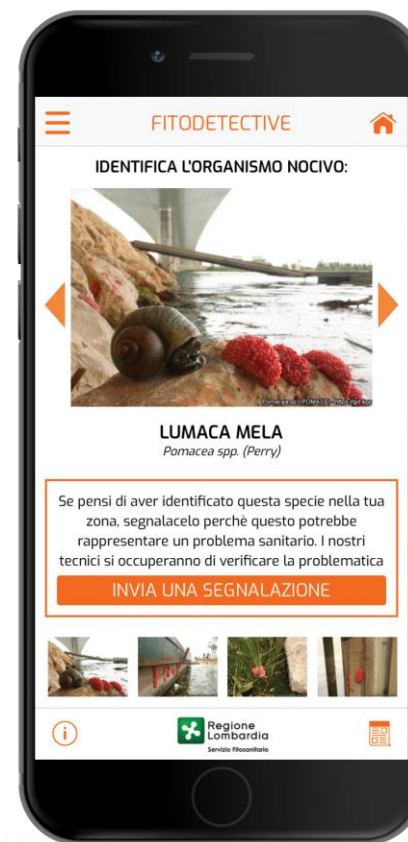 FITODETECTIVE
IDENTIFICA L'ORGANISMO NOCIVO:
LUMACA MELA
Pomacea spp. (Perry)
Se pensi di aver identificato questa specie nella tua
zona, segnalacelo perchè questo potrebbe
rappresentare un problema sanitario. I nostri
tecnici si occuperanno di verificare la problematica
INVIA UNA SEGNALAZIONE
Regione
Lombardia
Servizio Fitosanitario